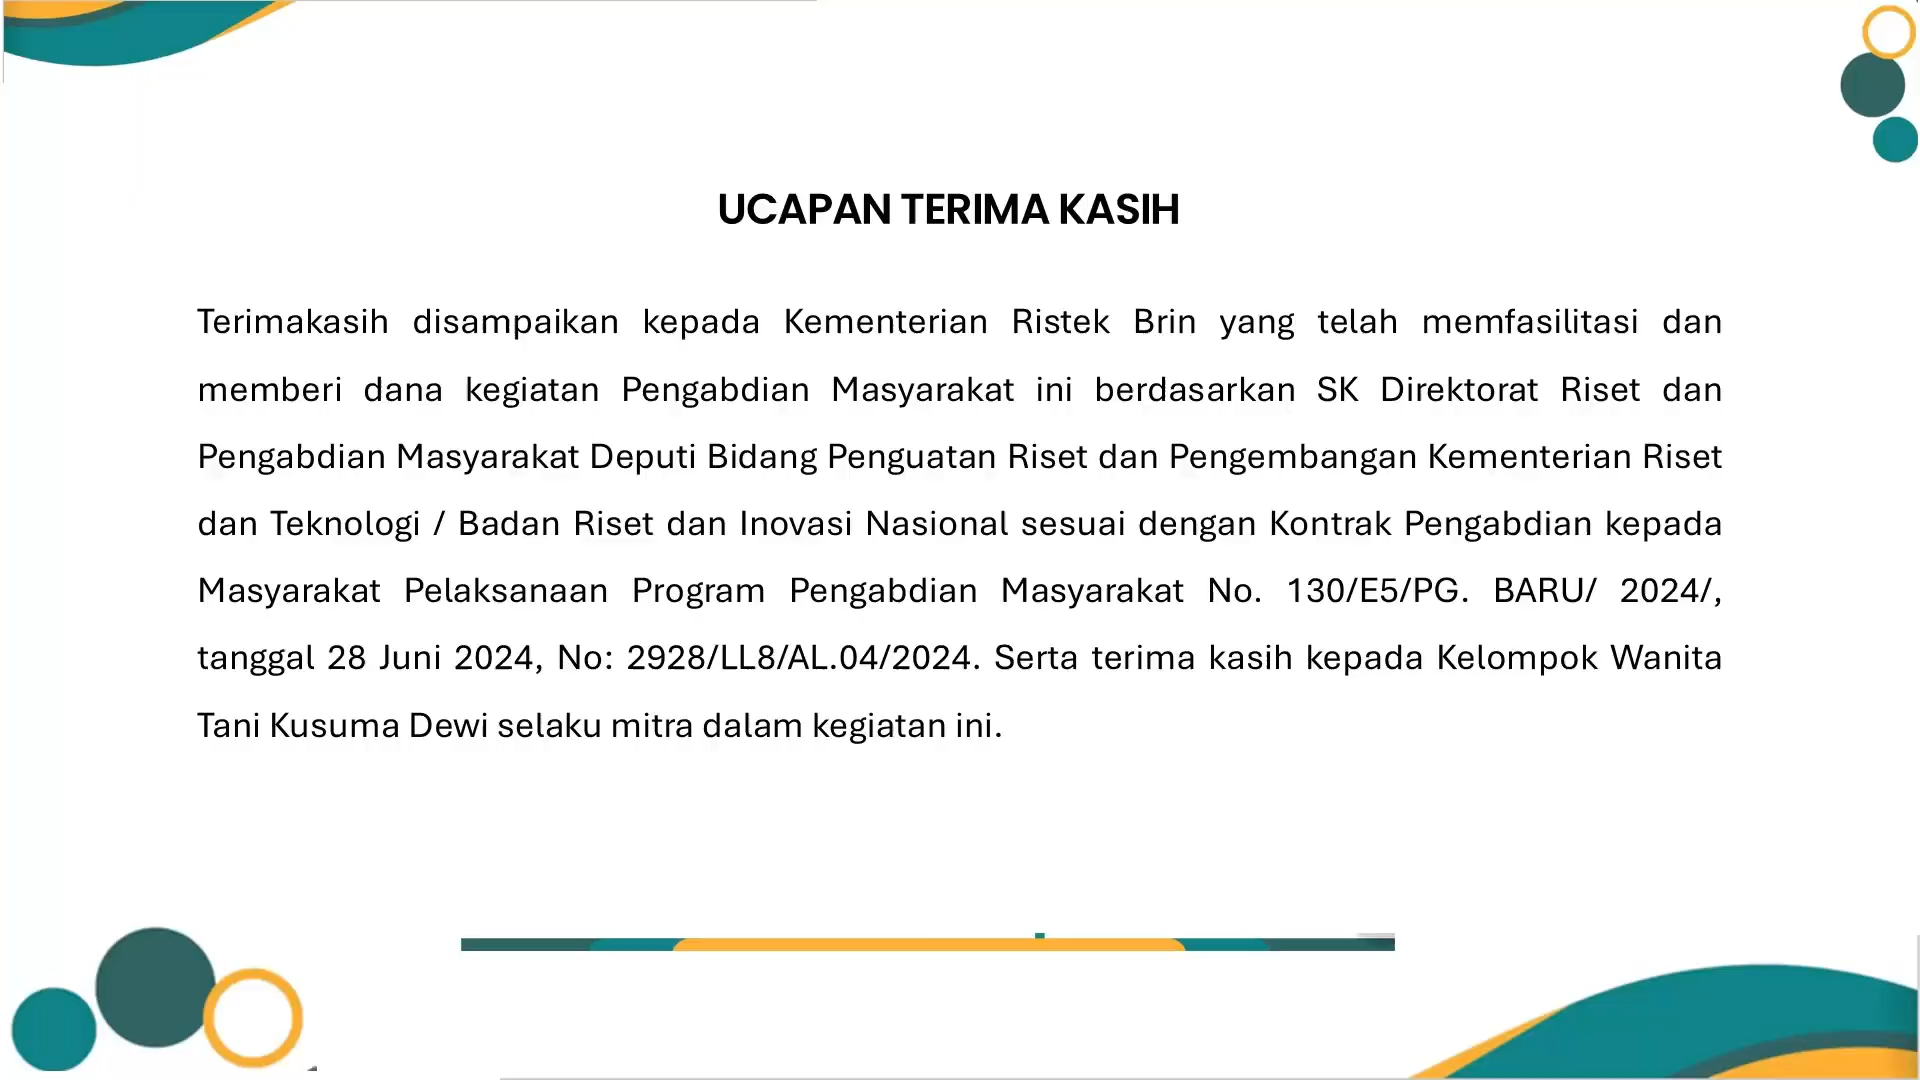 UCAPAN TERIMA KASIH
Terimakasih disampaikan kepada Kementerian Ristek Brin yang telah memfasilitasi dan
memberi dana kegiatan Pengabdian Masyarakat ini berdasarkan SK Direktorat Riset dan
Pengabdian Masyarakat Deputi Bidang Penguatan Riset dan Pengembangan Kementerian Riset
dan Teknologi / Badan Riset dan Inovasi Nasional sesuai dengan Kontrak Pengabdian kepada
Masyarakat Pelaksanaan Program Pengabdian Masyarakat No. 130/E5/PG. BARU/ 2024/,
tanggal 28 Juni 2024, No: 2928/LL8/AL.04/2024. Serta terima kasih kepada Kelompok Wanita
Tani Kusuma Dewi selaku mitra dalam kegiatan ini.